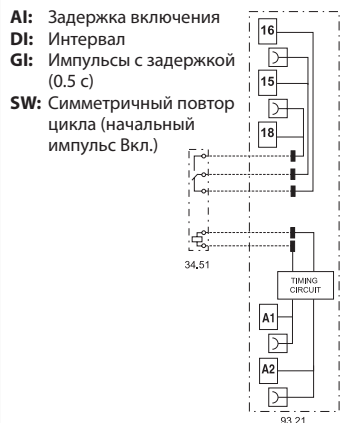 AI: Задержка включения
DI: Интервал
GI: Импульсы с задержкой
(0.5 с)
SW: Симметричный повтор
цикла (начальный
импульс Вкл.)
16
15
18
34.51
TIMING
CIRCUIT
A1
A2
93.21